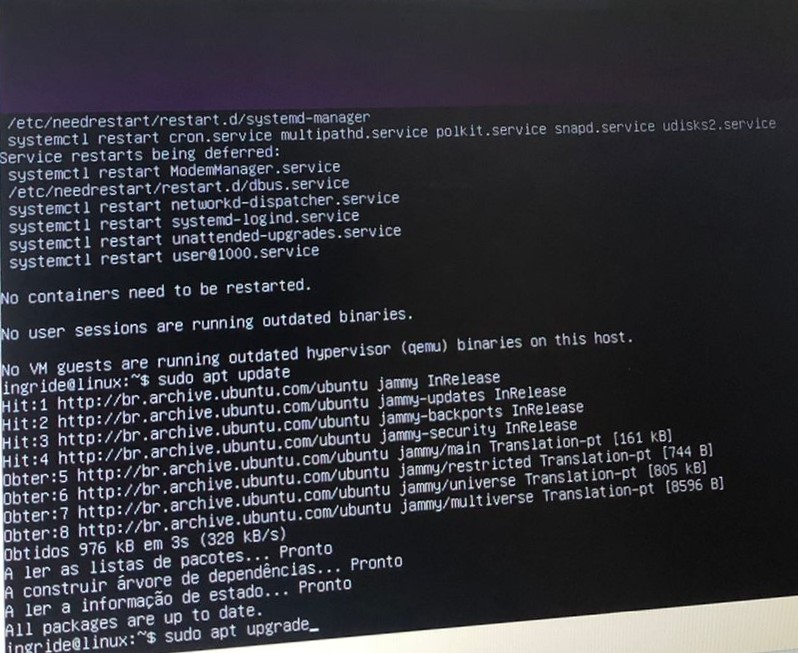 /etc/needrestart/restart.d/systemd-manager
systemctl restart cron.service multipathd.service polkit.service snapd.service udisks2.service
Service restarts being deferred:
systemctl restart ModemManager.service
/etc/needrestart/restart.d/dbus.service
systemctl restart networkd-dispatcher.service
systemctl restart systemd-logind.service
systemctl restart unattended-upgrades.service
systemctl restart user@1000.service
No containers need to be restarted.
No user sessions are running outdated binaries.
No VM guests are running outdated hypervisor (qemu) binaries on this host.
ingride@linux:~$ sudo apt update
Hit:1 http://br.archive.ubuntu.com/ubuntu jammy InRelease
Hit:2 http://br.archive.ubuntu.com/ubuntu jammy-updates InRelease
Hit:3 http://br.archive.ubuntu.com/ubuntu jammy-backports InRelease
Hit:4 http://br.archive.ubuntu.com/ubuntu jammy-security InRelease
Obter:5 http://br.archive.ubuntu.com/ubuntu jammy/main Translation-pt [161 kB]
Obter:6 http://br.archive.ubuntu.com/ubuntu jammy/restricted Translation-pt [744 B]
Obter:7 http://br.archive.ubuntu.com/ubuntu jammy/universe Translation-pt [805 kB]
Obter:8 http://br.archive.ubuntu.com/ubuntu jammy/multiverse Translation-pt [8596 B]
Obtidos 976 kB em 3s (328 kB/s)
A ler as listas de pacotes... Pronto
A construir árvore de dependências... Pronto
A ler a informação de estado... Pronto
All packages are up to date.
ingride@linux:~$ sudo apt upgrade_